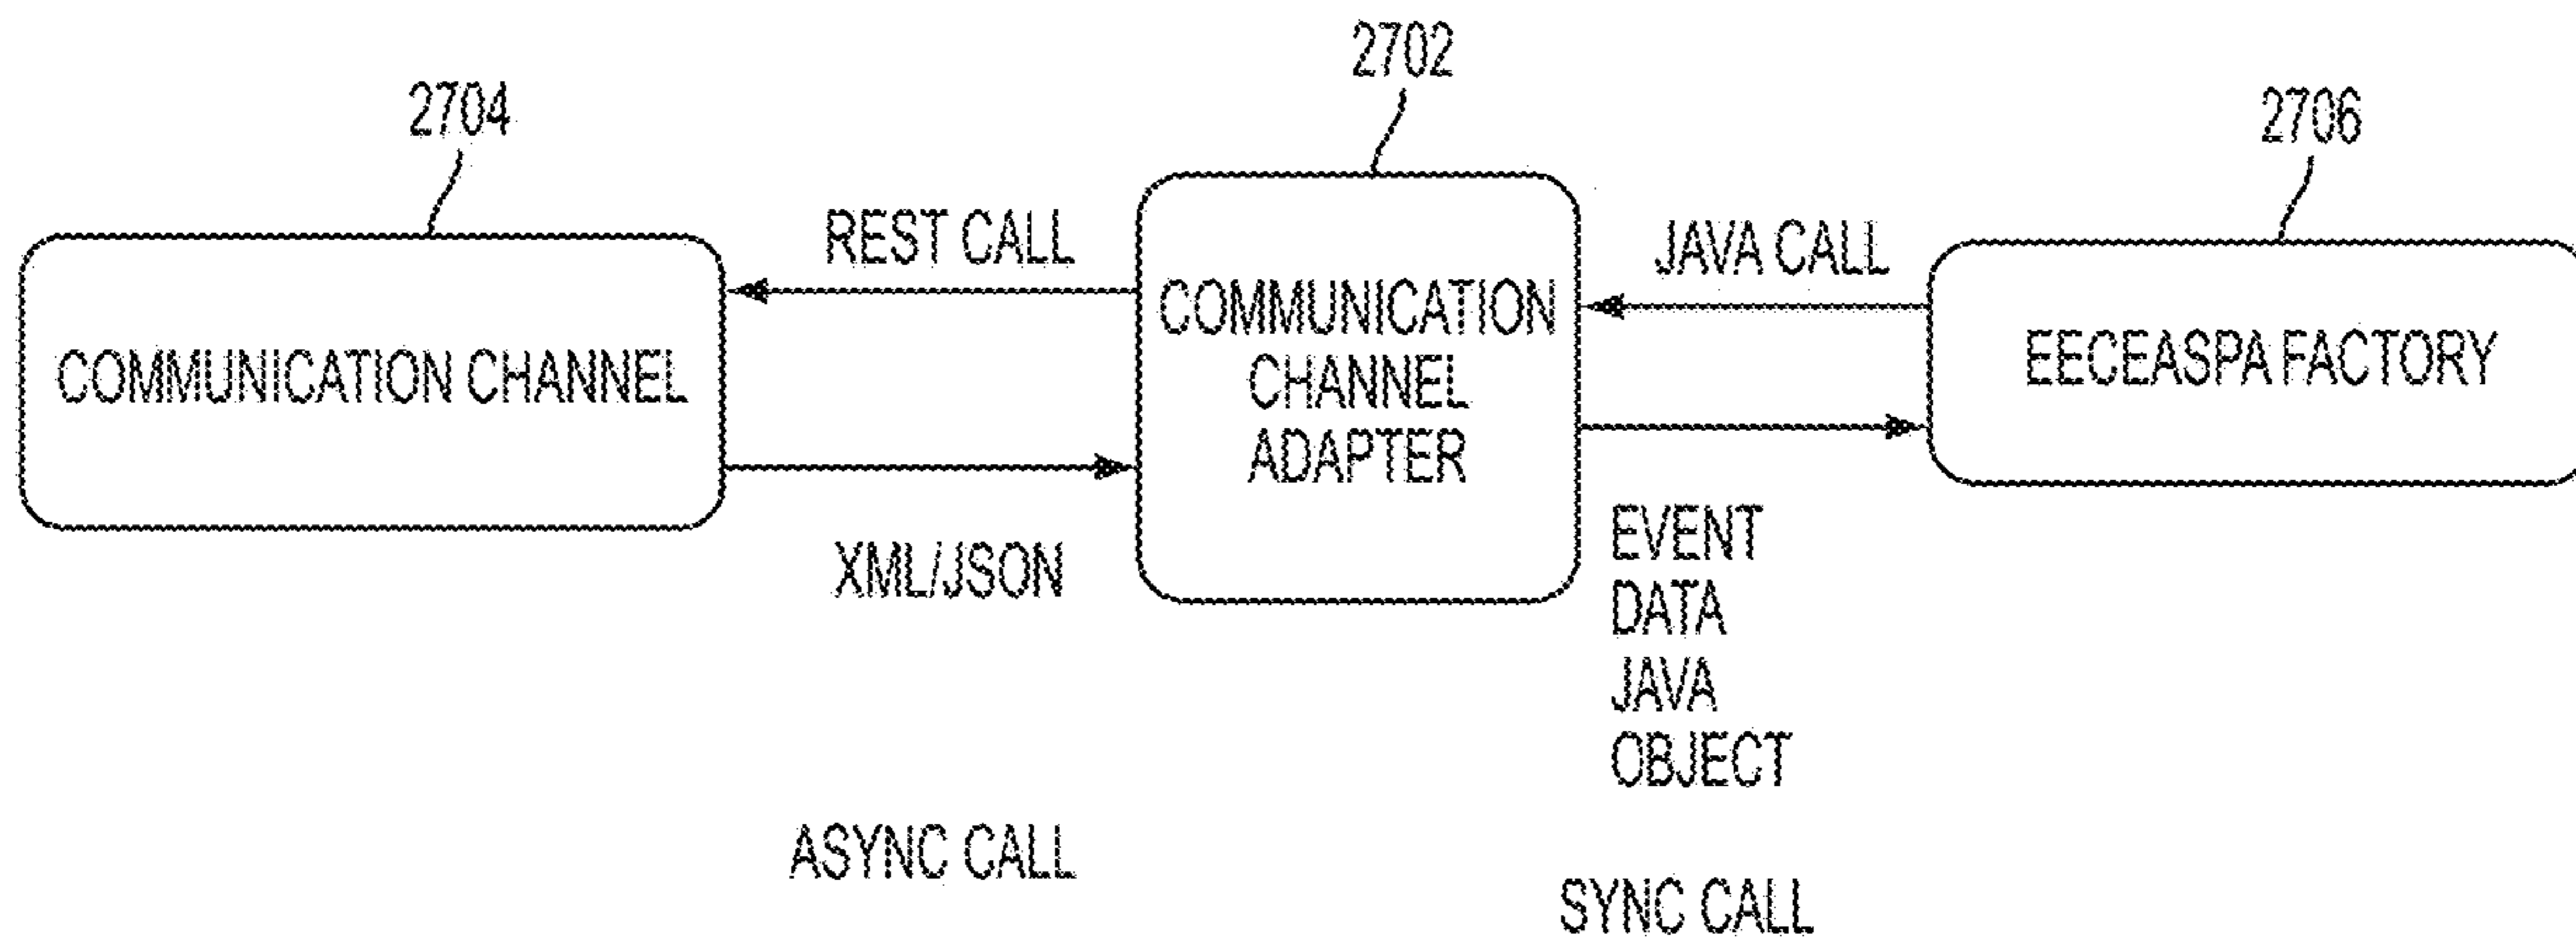 2702
2704
2706
REST CALL
JAVA CALL
COMMUNICATION CHANNEL
COMMUNICATION
CHANNEL
ADAPTER
EECEASPA FACTORY
XML/JSON
EVENT
DATA
JAVA
OBJECT
ASYNC CALL
SYNC CALL